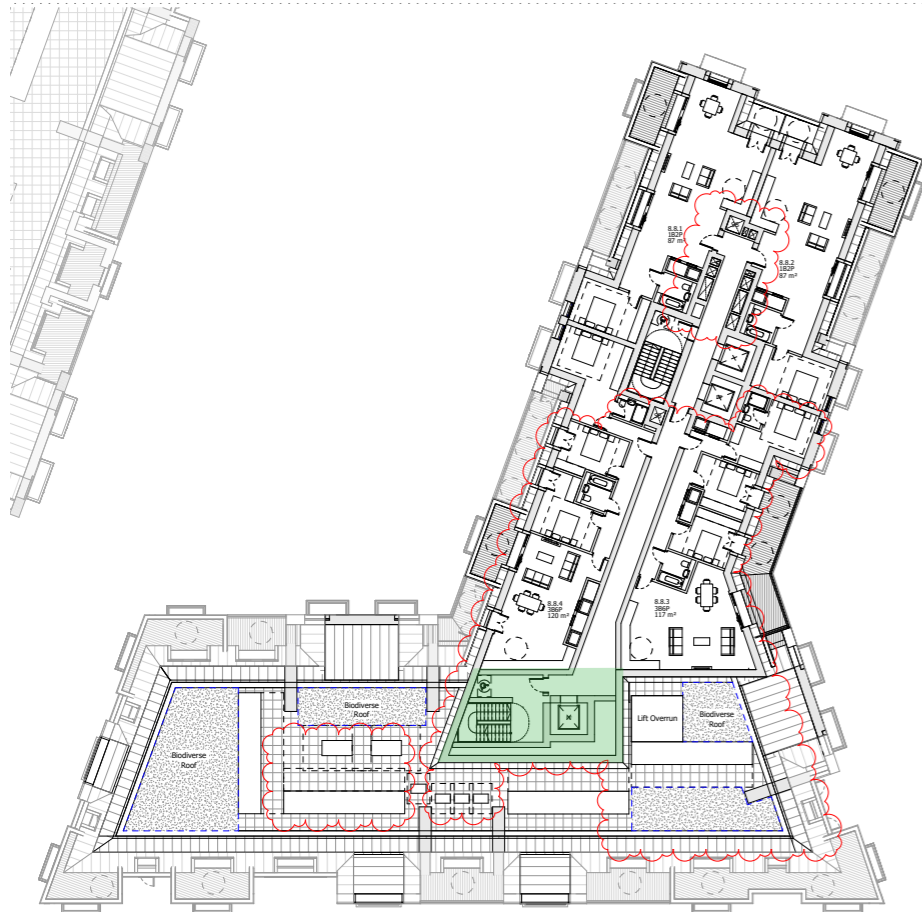 8.8.1
1B2P
87 m²
8.8.2
1B2P
87 m²
8.8.4
3B6P
120 m²
8.8.3
3B6P
117 m²
Biodiverse
Roof
Lift Overrun
Biodiverse
Roof
Biodiverse
Roof